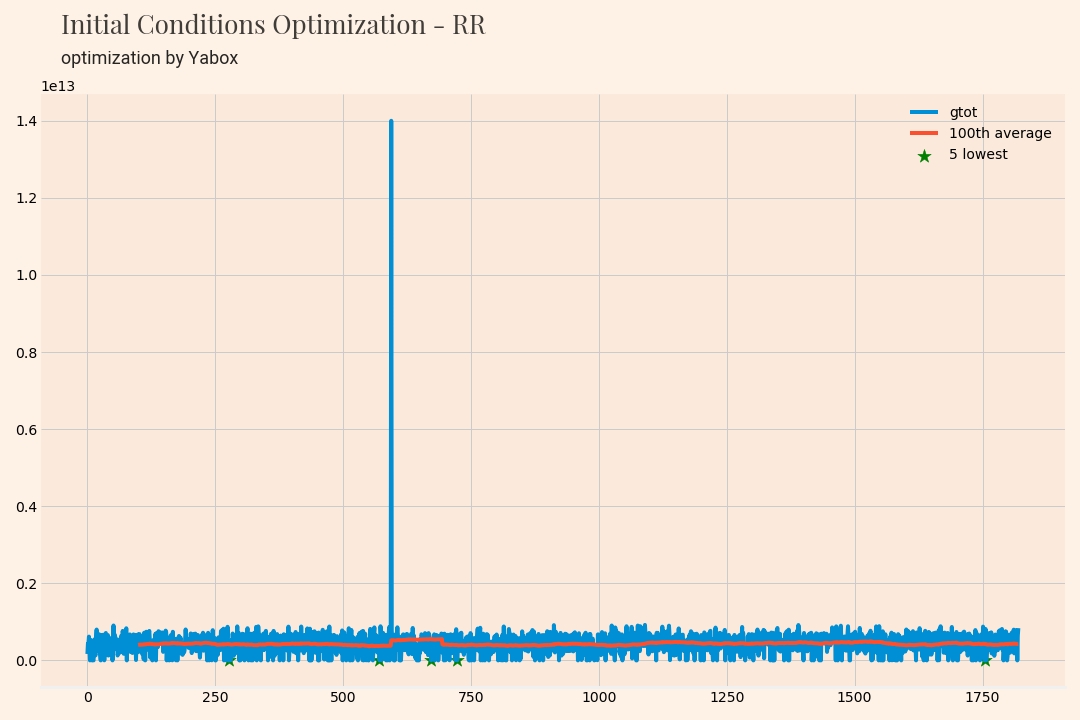 Initial Conditions Optimization - RR
optimization by Yabox
1e13
gtot
100th average
5 lowest
1.4
1.2
1.0
0.8
0.6
0.4
0.2
0.0
0 250 500 750 1000 1250 1500 1750